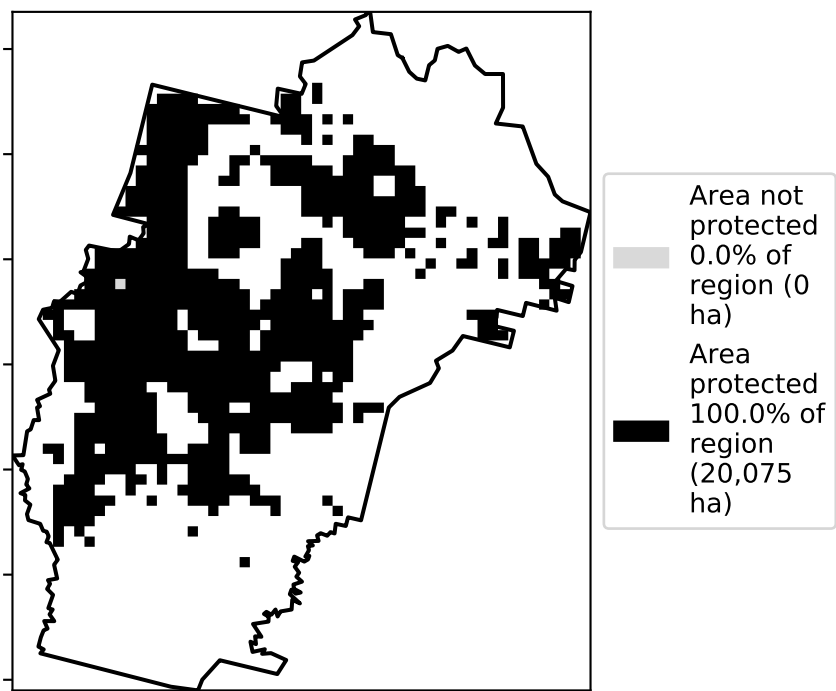 Area not
protected
0.0% of
region (0
ha)
Area
protected
100.0% of
region
(20,075
ha)